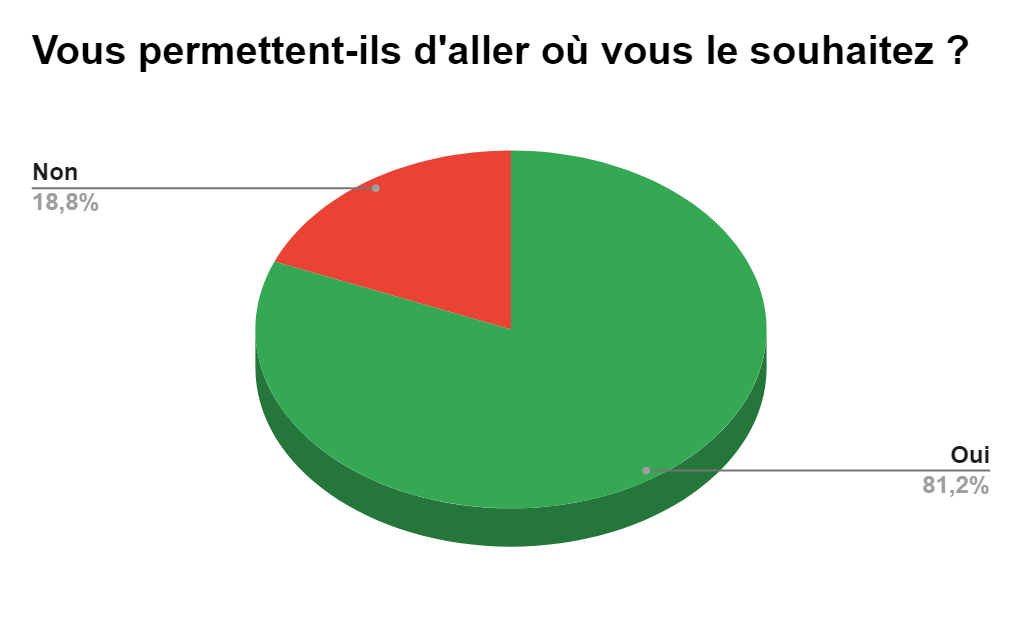 Vous permettent-ils d'aller où vous le souhaitez ?
Non
18,8%
Oui
81,2%